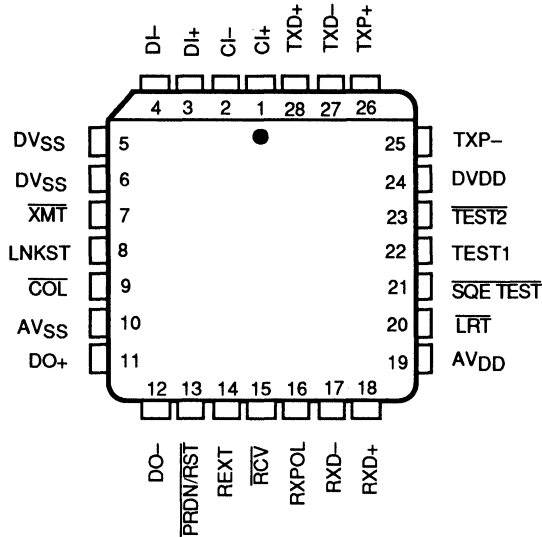 DI– DI+ CI– CI+ TXD+ TXD– TXP+
4 3 2 1 28 27 26
DVSS 5 25 TXP–
DVSS 6 24 DVDD
XMT 7 23 TEST2
LNKST 8 22 TEST1
COL 9 21 SQE TEST
AVSS 10 20 LRT
DO+ 11 19 AVDD
12 13 14 15 16 17 18
DO– PRDN/RST REXT RCV RXPOL RXD– RXD+